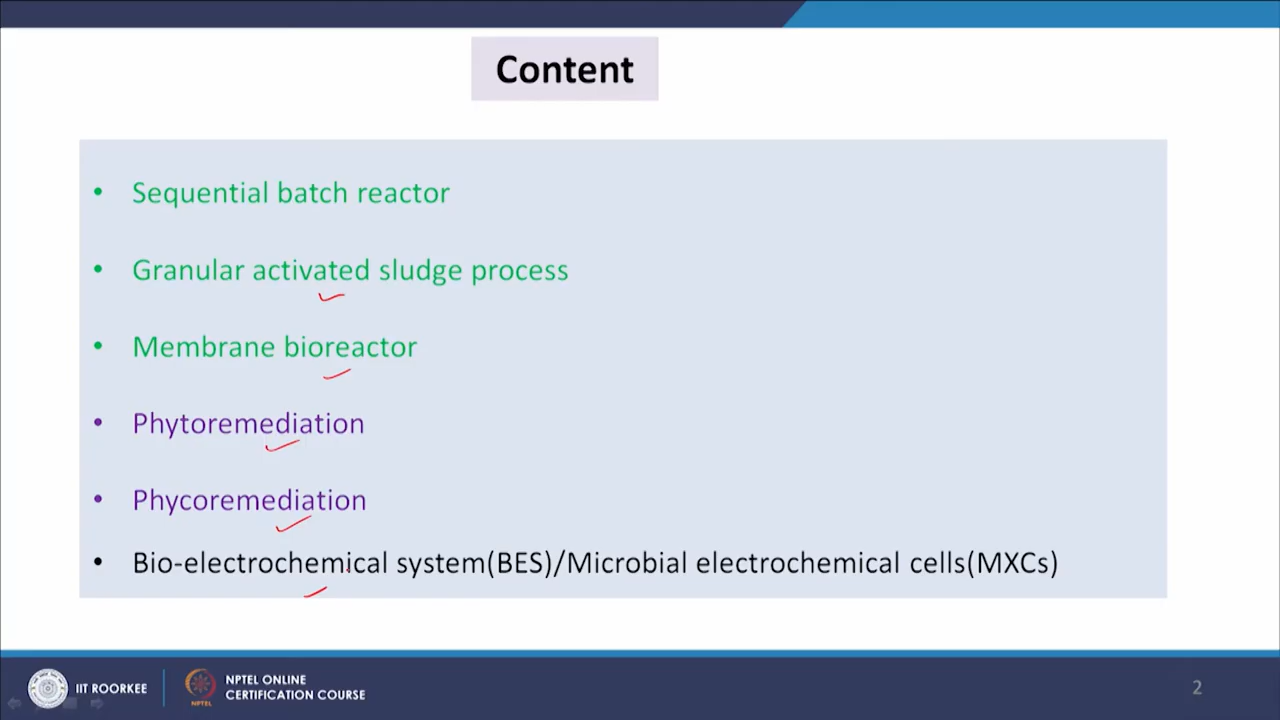 Content
• Sequential batch reactor
• Granular activated sludge process
• Membrane bioreactor
• Phytoremediation
• Phycoremediation
• Bio-electrochemical system(BES)/Microbial electrochemical cells(MXCs)
IIT ROORKEE
NPTEL
NPTEL ONLINE
CERTIFICATION COURSE
2